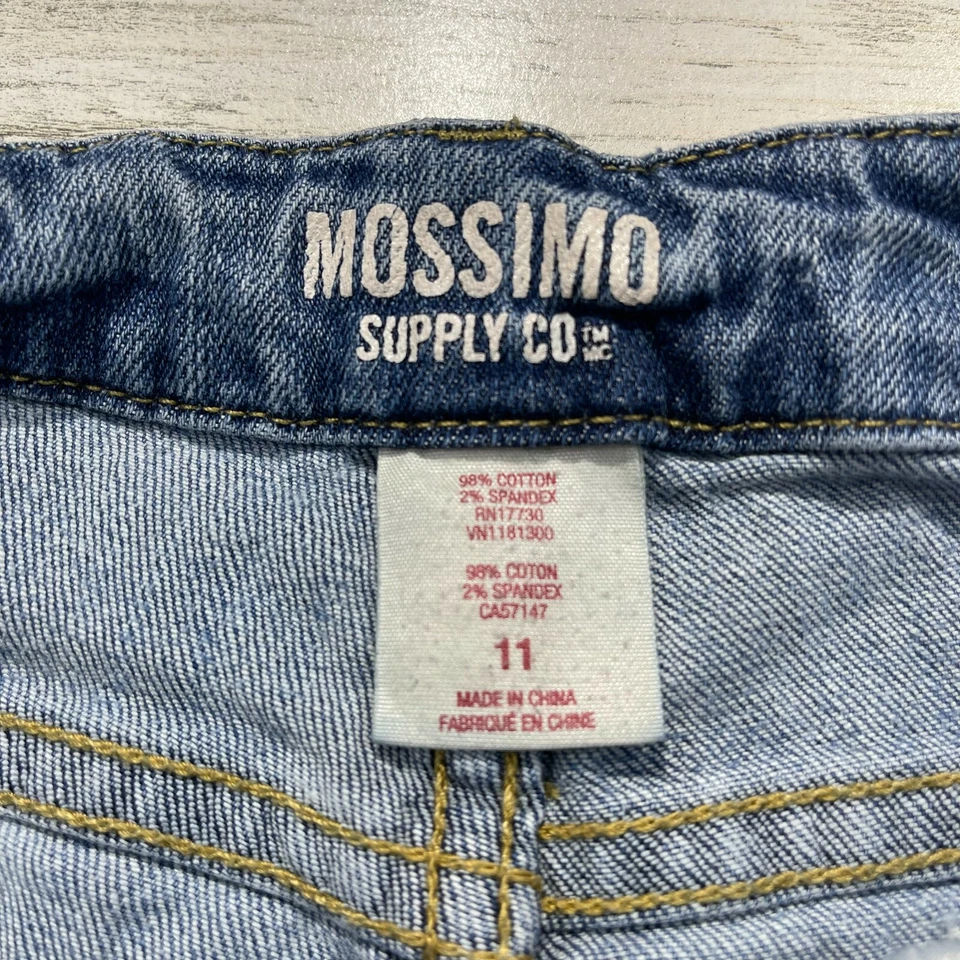 MOSSIMO
SUPPLY CO TM MC
98% COTTON
2% SPANDEX
RN17730
VN1181300
98% COTON
2% SPANDEX
CA57147
11
MADE IN CHINA
FABRIQUÉ EN CHINE